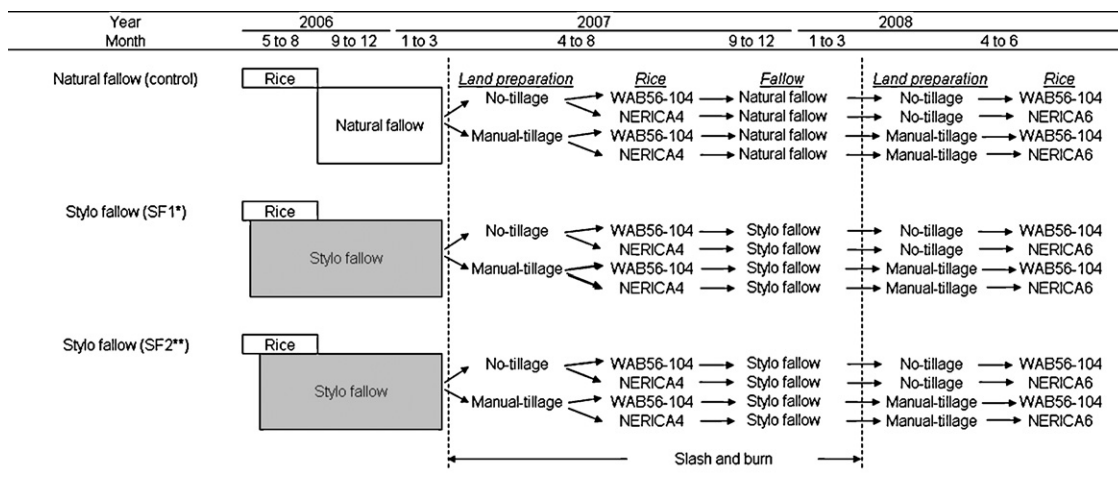 Year 2006 2007 2008
Month 5 to 8 9 to 12 1 to 3 4 to 8 9 to 12 1 to 3 4 to 6
Natural fallow (control) Rice Land preparation Rice Fallow Land preparation Rice
No-tillage WAB56-104 Natural fallow No-tillage WAB56-104
Natural fallow NERICA4 Natural fallow No-tillage NERICA6
Manual-tillage WAB56-104 Natural fallow Manual-tillage WAB56-104
NERICA4 Natural fallow Manual-tillage NERICA6
Stylo fallow (SF1*) Rice
No-tillage WAB56-104 Stylo fallow No-tillage WAB56-104
Stylo fallow NERICA4 Stylo fallow No-tillage NERICA6
Manual-tillage WAB56-104 Stylo fallow Manual-tillage WAB56-104
NERICA4 Stylo fallow Manual-tillage NERICA6
Stylo fallow (SF2**) Rice
No-tillage WAB56-104 Stylo fallow No-tillage WAB56-104
Stylo fallow NERICA4 Stylo fallow No-tillage NERICA6
Manual-tillage WAB56-104 Stylo fallow Manual-tillage WAB56-104
NERICA4 Stylo fallow Manual-tillage NERICA6
Slash and burn